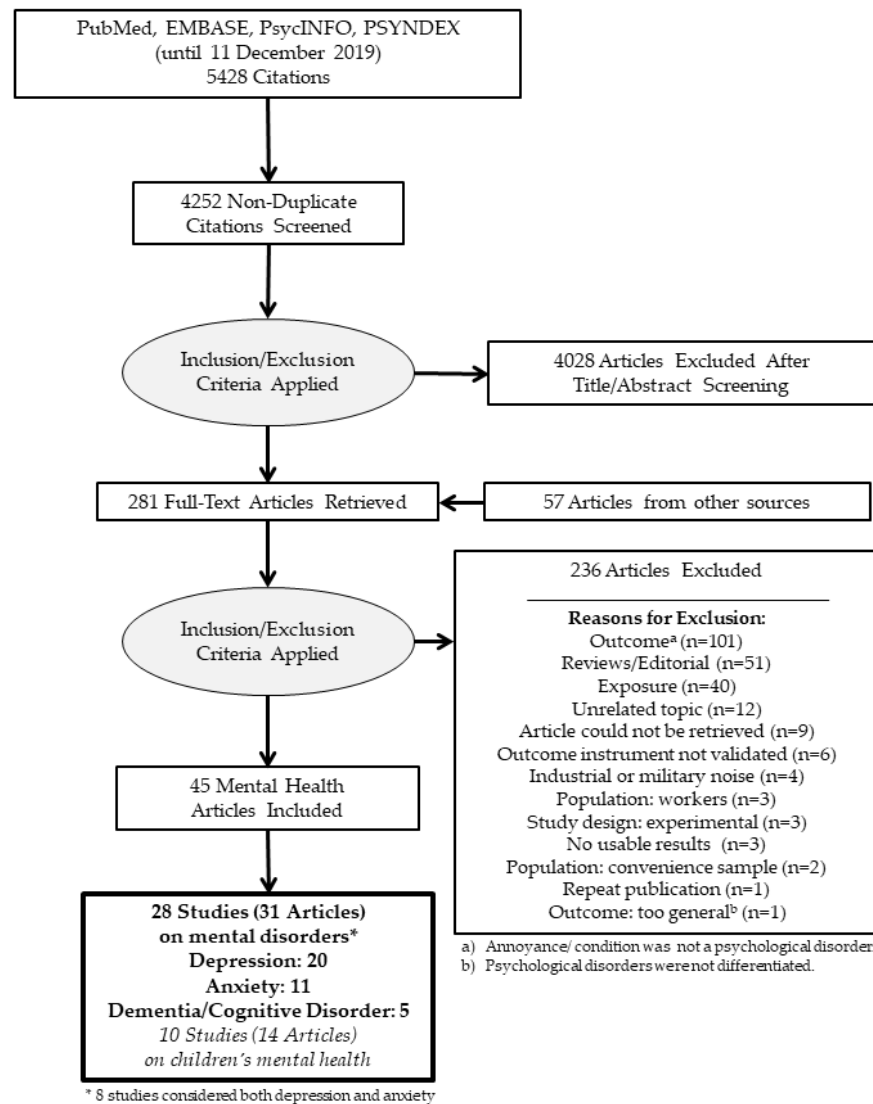 PubMed, EMBASE, PsycINFO, PSYNDEX
(until 11 December 2019)
5428 Citations
4252 Non-Duplicate
Citations Screened
Inclusion/Exclusion
Criteria Applied
4028 Articles Excluded After
Title/Abstract Screening
281 Full-Text Articles Retrieved
57 Articles from other sources
236 Articles Excluded
Reasons for Exclusion:
Outcomeᵃ (n=101)
Reviews/Editorial (n=51)
Exposure (n=40)
Unrelated topic (n=12)
Article could not be retrieved (n=9)
Outcome instrument not validated (n=6)
Industrial or military noise (n=4)
Population: workers (n=3)
Study design: experimental (n=3)
No usable results (n=3)
Population: convenience sample (n=2)
Repeat publication (n=1)
Outcome: too generalᵇ (n=1)
a) Annoyance/ condition was not a psychological disorder.
b) Psychological disorders were not differentiated.
Inclusion/Exclusion
Criteria Applied
45 Mental Health
Articles Included
28 Studies (31 Articles)
on mental disorders*
Depression: 20
Anxiety: 11
Dementia/Cognitive Disorder: 5
10 Studies (14 Articles)
on children's mental health
* 8 studies considered both depression and anxiety